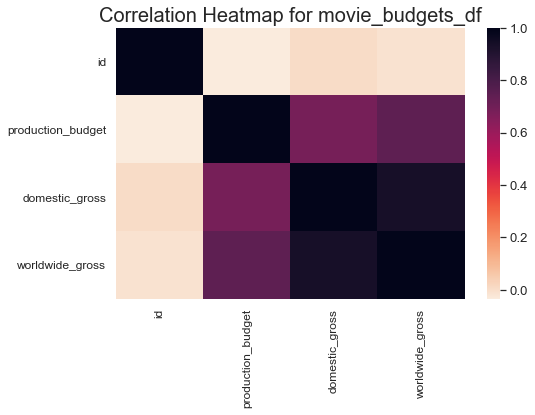 Correlation Heatmap for movie_budgets_df
id
production_budget
domestic_gross
worldwide_gross
id
production_budget
domestic_gross
worldwide_gross
1.0
0.8
0.6
0.4
0.2
0.0